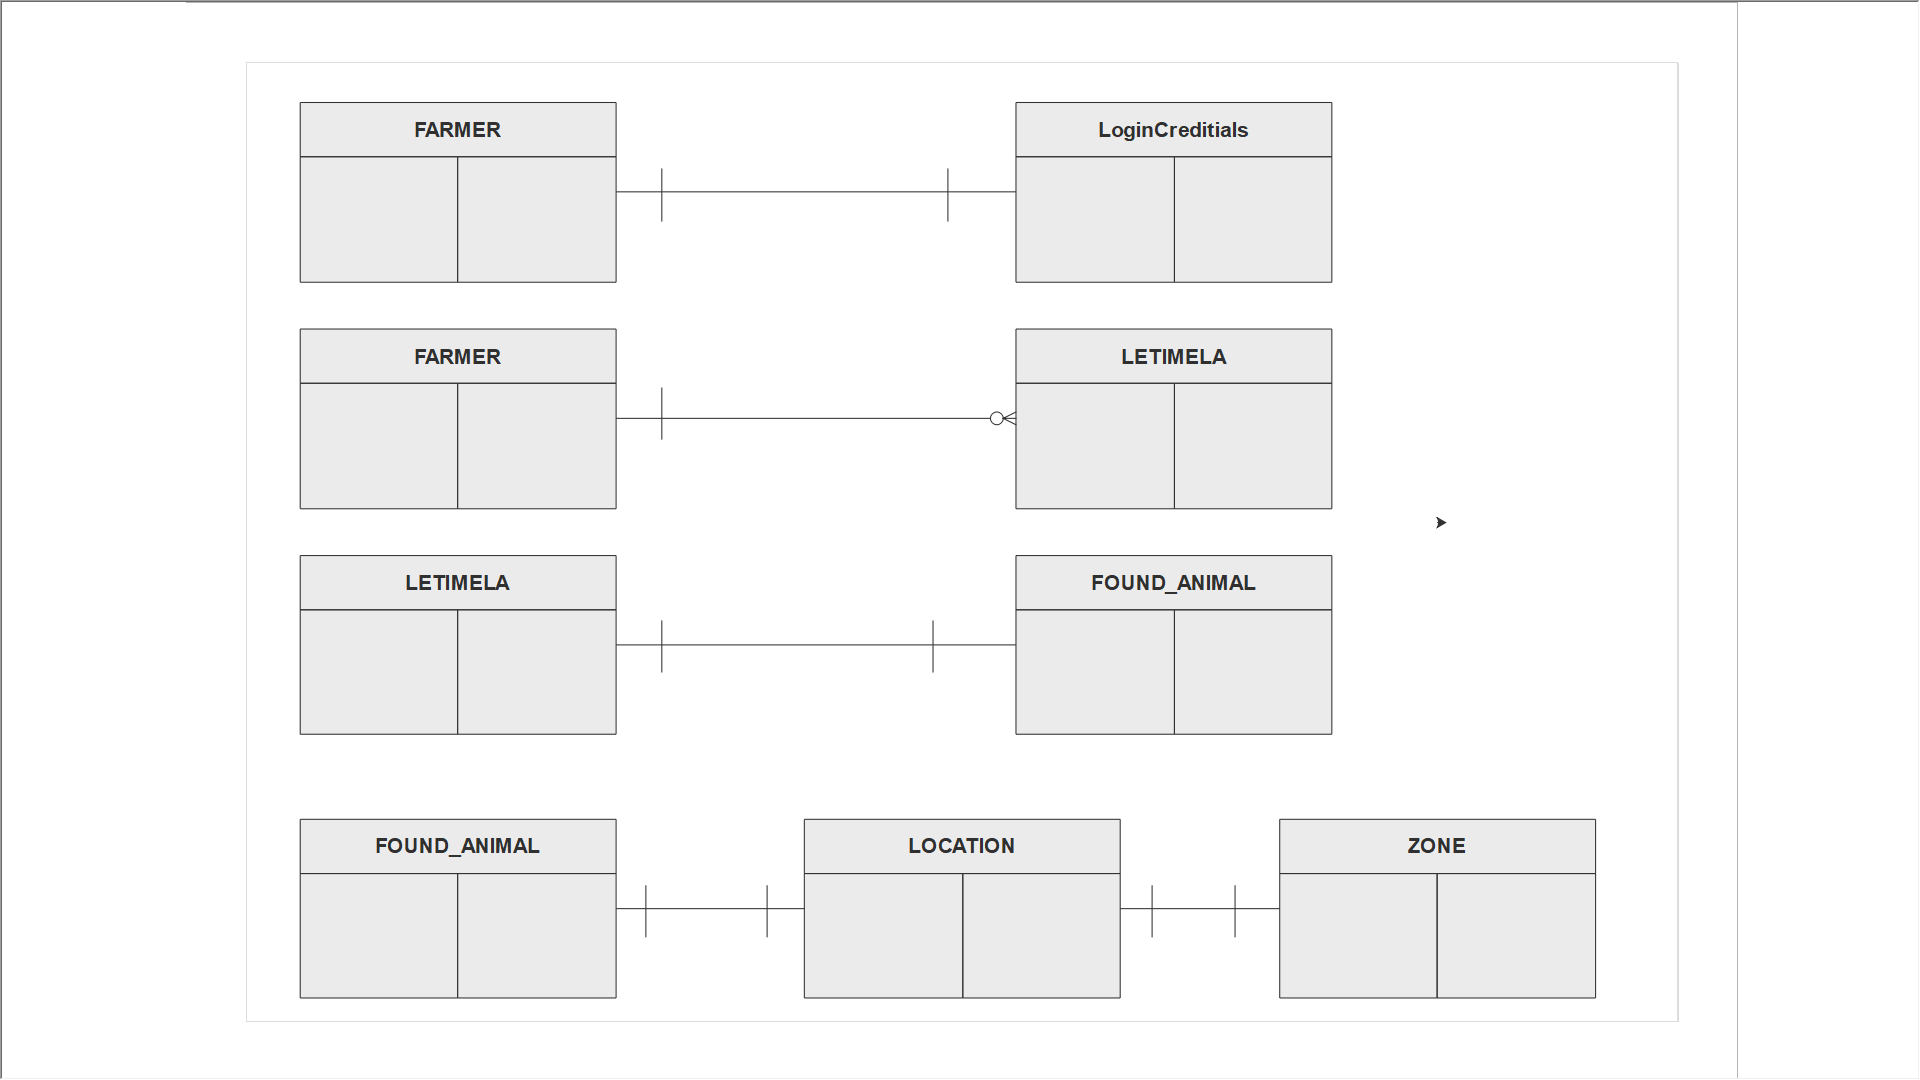 FARMER
LoginCreditials
FARMER
LETIMELA
LETIMELA
FOUND_ANIMAL
FOUND_ANIMAL
LOCATION
ZONE